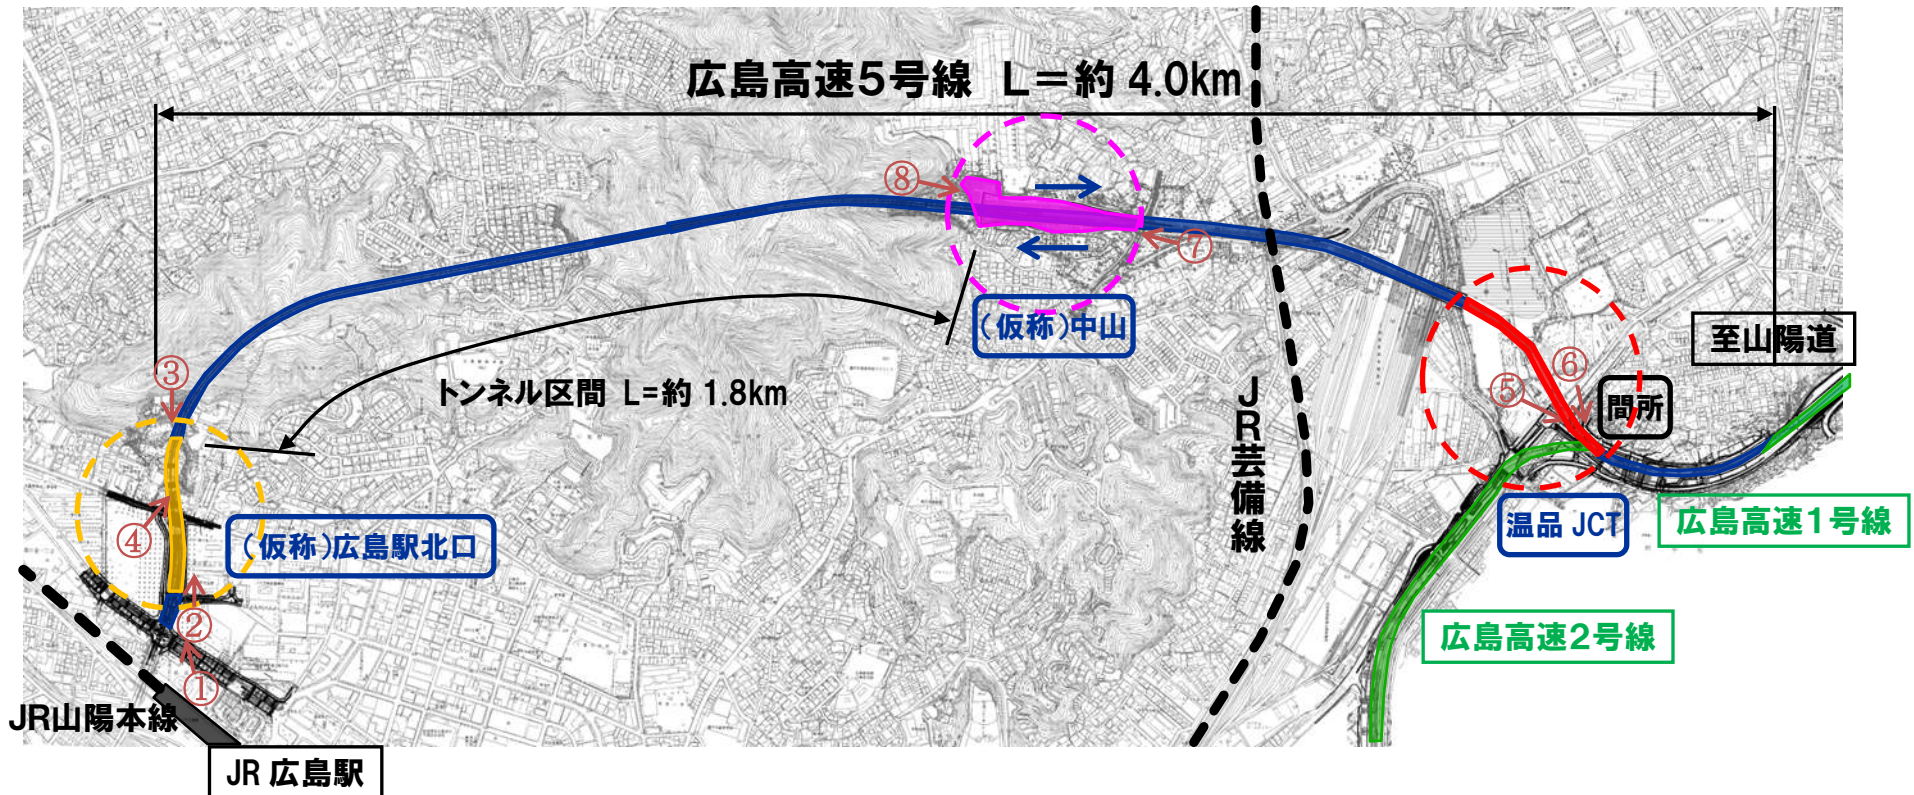 広島高速5号線 L=約 4.0km
⑧
⑦
(仮称)中山
至山陽道
③
トンネル区間 L=約 1.8km
⑥
⑤
間所
JR芸備線
④
(仮称)広島駅北口
温品 JCT
広島高速1号線
②
広島高速2号線
①
JR山陽本線
JR 広島駅